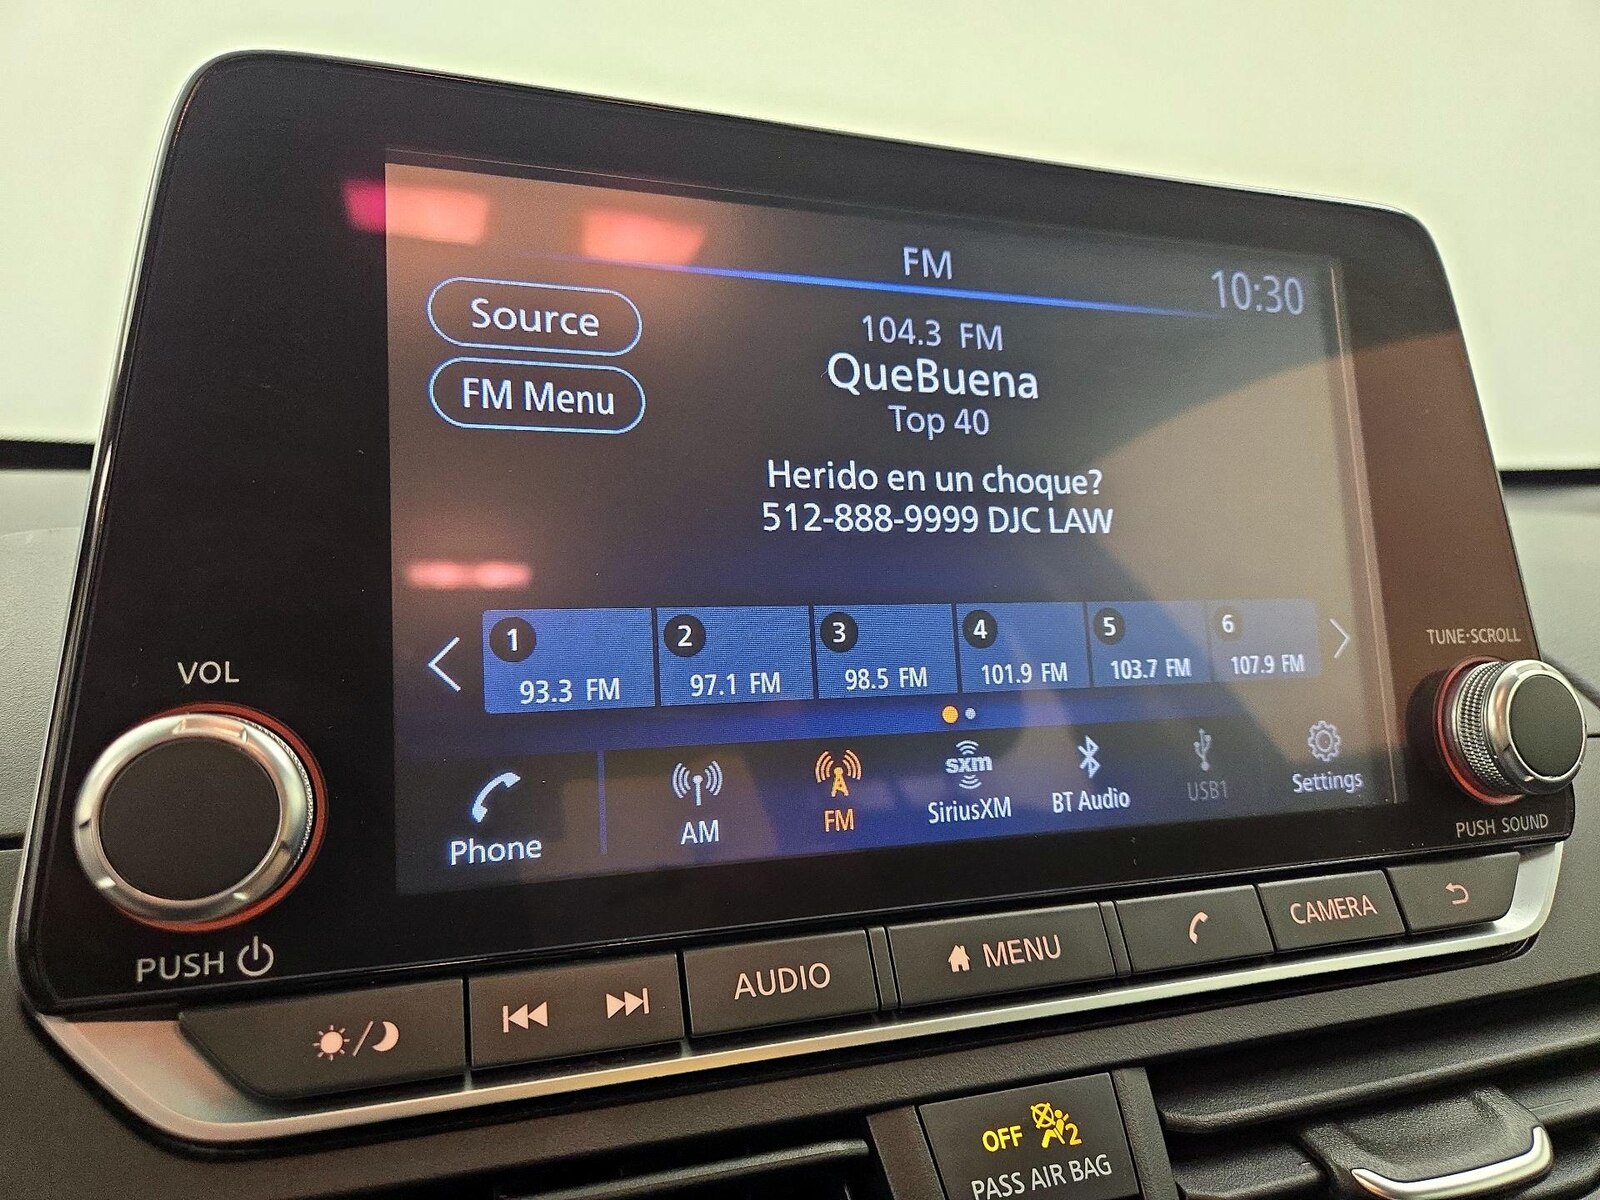 FM
10:30
Source
FM Menu
104.3 FM
QueBuena
Top 40
Herido en un choque?
512-888-9999 DJC LAW
1
93.3 FM
2
97.1 FM
3
98.5 FM
4
101.9 FM
5
103.7 FM
6
107.9 FM
Phone
AM
FM
sxm
SiriusXM
BT Audio
USB1
Settings
VOL
PUSH
TUNE·SCROLL
PUSH SOUND
AUDIO
MENU
CAMERA
OFF
2
PASS AIR BAG